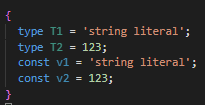 {
  type T1 = 'string literal';
  type T2 = 123;
  const v1 = 'string literal';
  const v2 = 123;
}